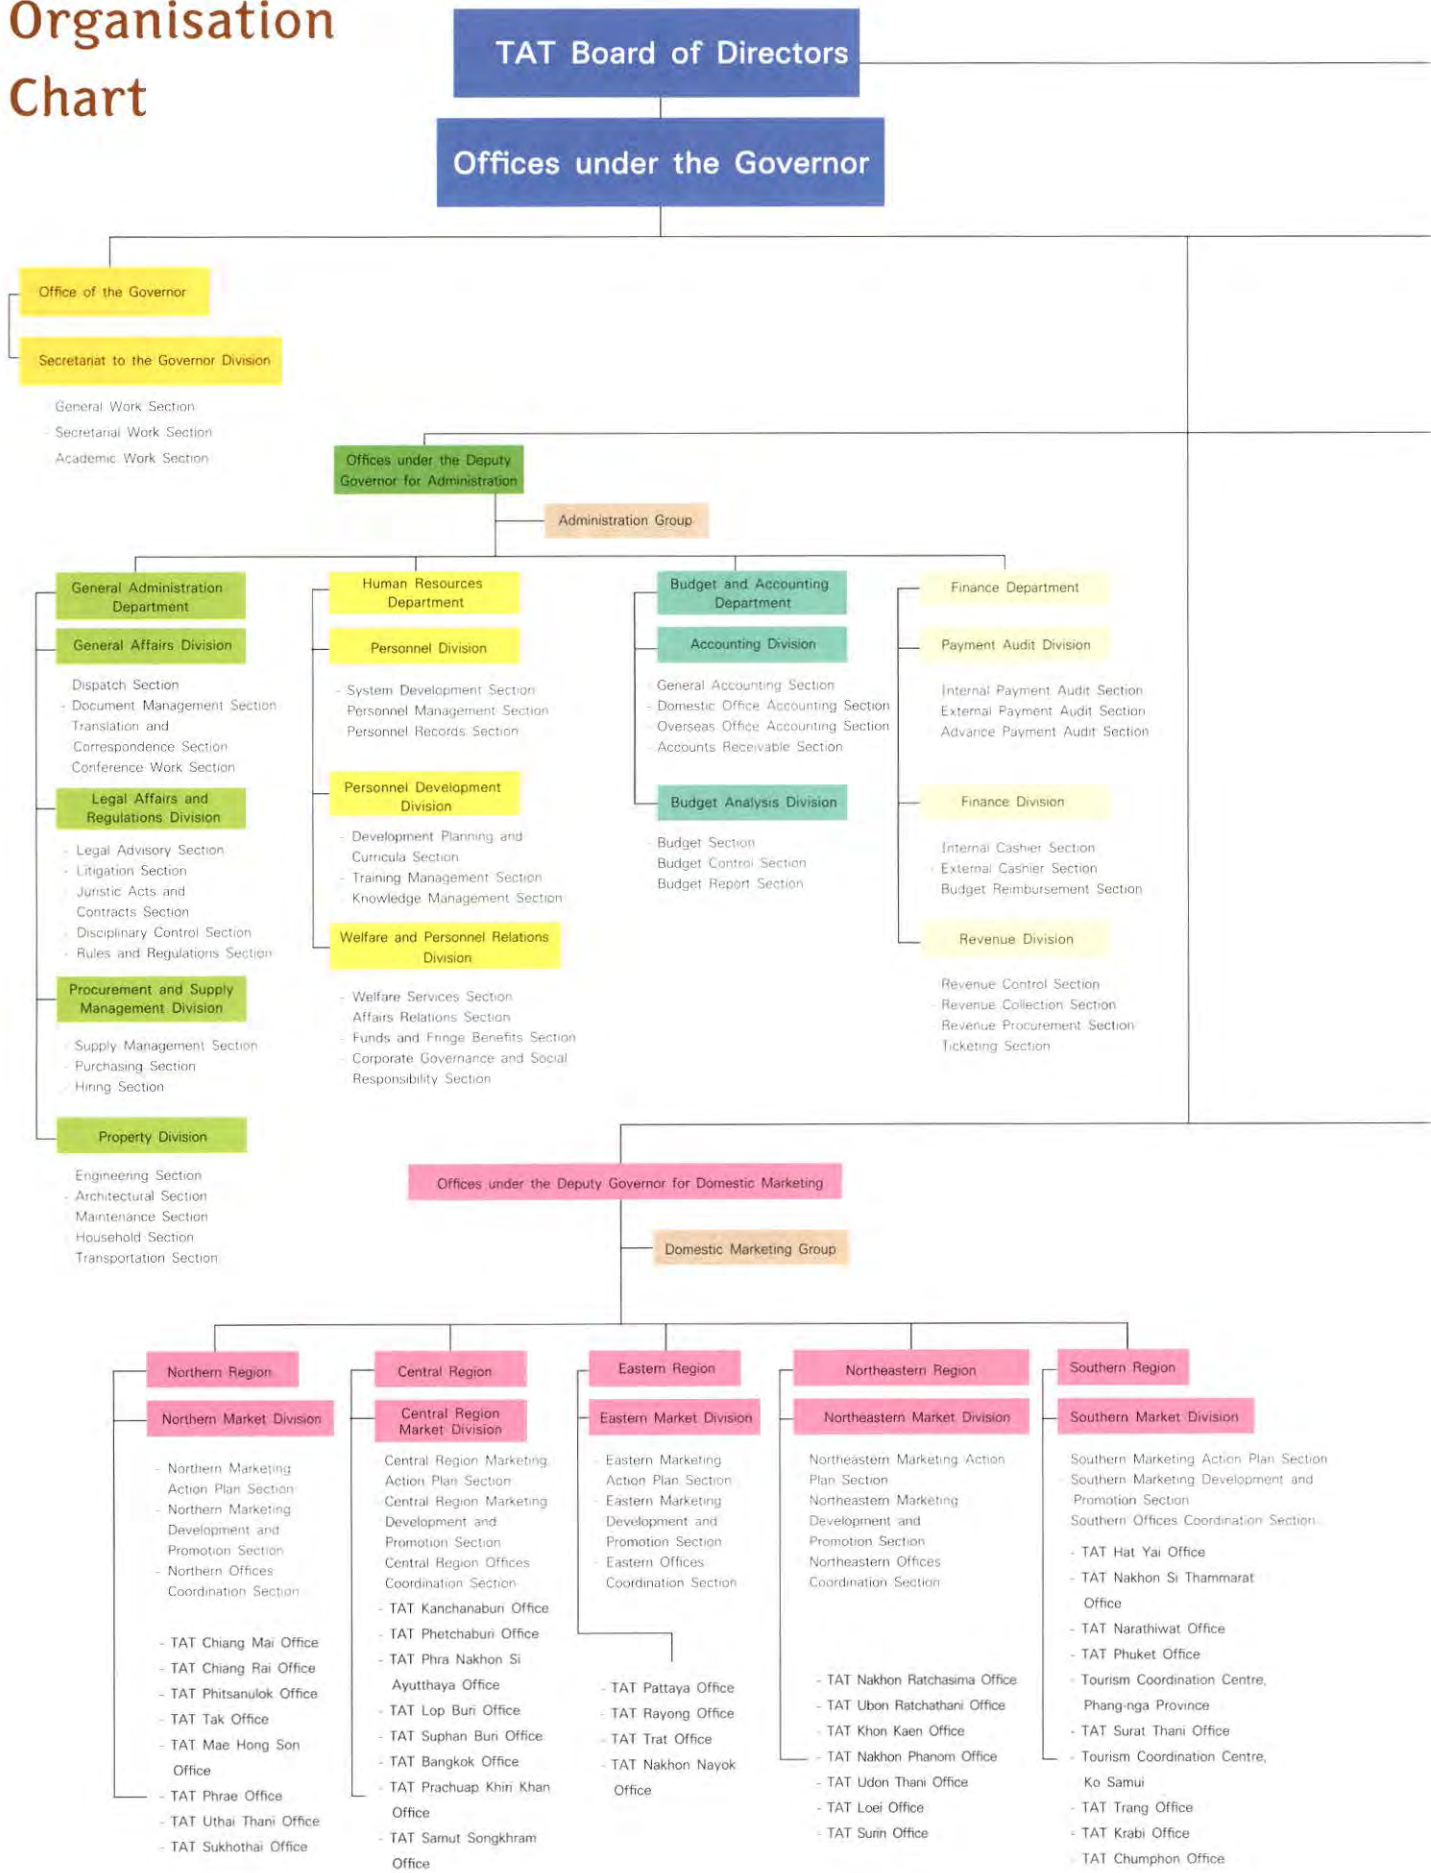 Organisation
Chart
TAT Board of Directors
Offices under the Governor
Office of the Governor
Secretariat to the Governor Division
General Work Section
- Secretarial Work Section
Academic Work Section
Offices under the Deputy
Governor for Administration
Administration Group
General Administration
Department
General Affairs Division
Dispatch Section
- Document Management Section
Translation and
Correspondence Section
Conference Work Section
Legal Affairs and
Regulations Division
- Legal Advisory Section
- Litigation Section
- Juristic Acts and
Contracts Section
- Disciplinary Control Section
- Rules and Regulations Section
Procurement and Supply
Management Division
- Supply Management Section
- Purchasing Section
- Hiring Section
Property Division
Engineering Section
- Architectural Section
- Maintenance Section
- Household Section
Transportation Section
Human Resources
Department
Personnel Division
- System Development Section
Personnel Management Section
- Personnel Records Section
Personnel Development
Division
- Development Planning and
Curricula Section
- Training Management Section
- Knowledge Management Section
Welfare and Personnel Relations
Division
- Welfare Services Section
Affairs Relations Section
- Funds and Fringe Benefits Section
- Corporate Governance and Social
Responsibility Section
Budget and Accounting
Department
Accounting Division
- General Accounting Section
- Domestic Office Accounting Section
- Overseas Office Accounting Section
- Accounts Receivable Section
Budget Analysis Division
- Budget Section
Budget Control Section
Budget Report Section
Finance Department
Payment Audit Division
Internal Payment Audit Section
External Payment Audit Section
Advance Payment Audit Section
Finance Division
Internal Cashier Section
- External Cashier Section
Budget Reimbursement Section
Revenue Division
Revenue Control Section
- Revenue Collection Section
- Revenue Procurement Section
Ticketing Section
Offices under the Deputy Governor for Domestic Marketing
Domestic Marketing Group
Northern Region
Northern Market Division
- Northern Marketing
Action Plan Section
- Northern Marketing
Development and
Promotion Section
- Northern Offices
Coordination Section
- TAT Chiang Mai Office
- TAT Chiang Rai Office
- TAT Phitsanulok Office
- TAT Tak Office
- TAT Mae Hong Son
Office
- TAT Phrae Office
- TAT Uthai Thani Office
- TAT Sukhothai Office
Central Region
Central Region
Market Division
Central Region Marketing
Action Plan Section
- Central Region Marketing
Development and
Promotion Section
Central Region Offices
Coordination Section
- TAT Kanchanaburi Office
- TAT Phetchaburi Office
- TAT Phra Nakhon Si
Ayutthaya Office
- TAT Lop Buri Office
- TAT Suphan Buri Office
- TAT Bangkok Office
- TAT Prachuap Khiri Khan
Office
- TAT Samut Songkhram
Office
Eastern Region
Eastern Market Division
- Eastern Marketing
Action Plan Section
- Eastern Marketing
Development and
Promotion Section
- Eastern Offices
Coordination Section
- TAT Pattaya Office
- TAT Rayong Office
- TAT Trat Office
- TAT Nakhon Nayok
Office
Northeastern Region
Northeastern Market Division
Northeastern Marketing Action
Plan Section
Northeastern Marketing
Development and
Promotion Section
Northeastern Offices
Coordination Section
- TAT Nakhon Ratchasima Office
- TAT Ubon Ratchathani Office
- TAT Khon Kaen Office
- TAT Nakhon Phanom Office
- TAT Udon Thani Office
- TAT Loei Office
- TAT Surin Office
Southern Region
Southern Market Division
Southern Marketing Action Plan Section
- Southern Marketing Development and
Promotion Section
Southern Offices Coordination Section
- TAT Hat Yai Office
- TAT Nakhon Si Thammarat
Office
- TAT Narathiwat Office
- TAT Phuket Office
- Tourism Coordination Centre,
Phang-nga Province
- TAT Surat Thani Office
- Tourism Coordination Centre,
Ko Samui
- TAT Trang Office
- TAT Krabi Office
- TAT Chumphon Office